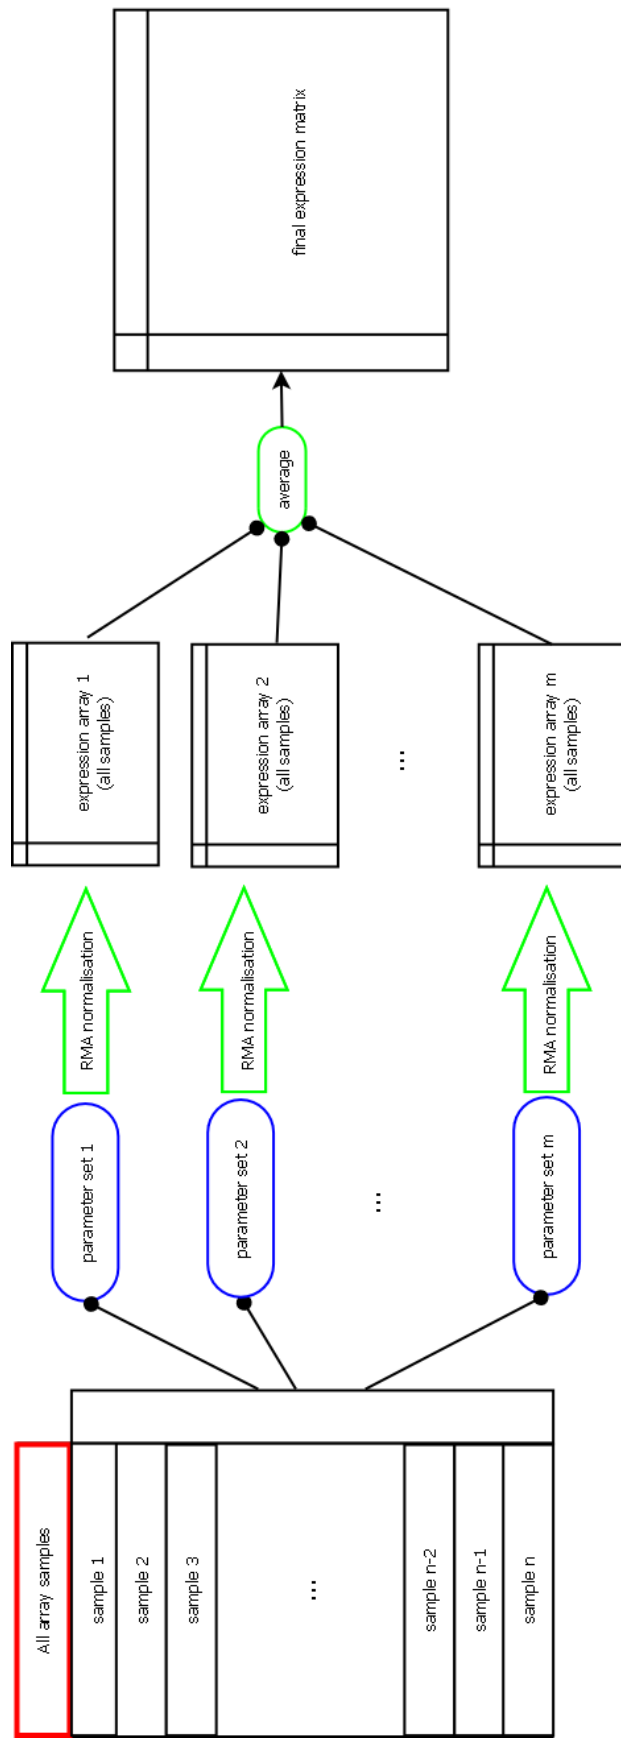 All array samples
sample 1
sample 2
sample 3
...
sample n-2
sample n-1
sample n
parameter set 1
parameter set 2
...
parameter set m
RMA normalisation
RMA normalisation
RMA normalisation
expression array 1
(all samples)
expression array 2
(all samples)
...
expression array m
(all samples)
average
final expression matrix